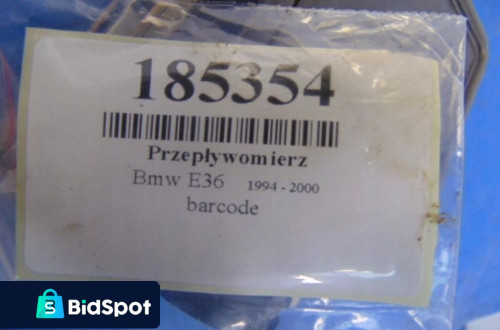 185354
Przepływomierz
Bmw E36 1994 - 2000
barcode
S
BidSpot